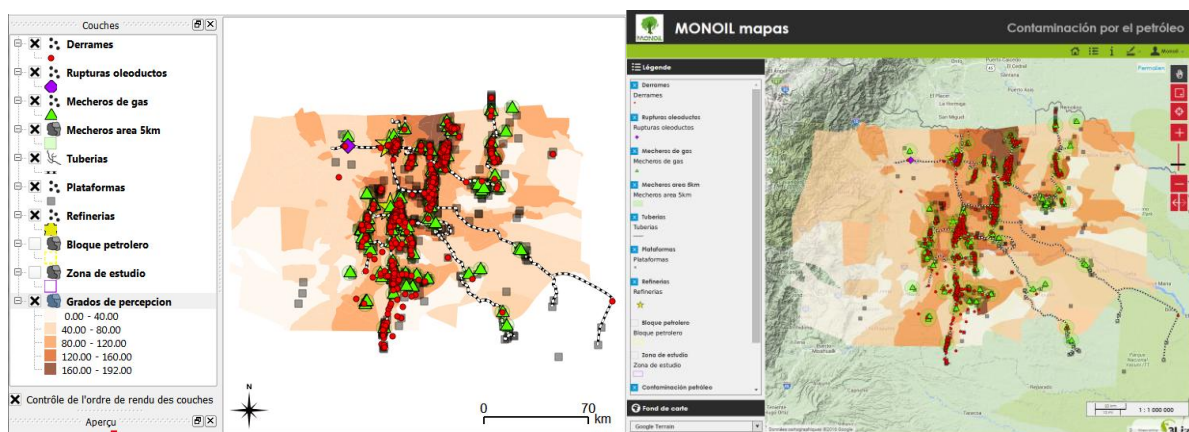 Couches
Derrames
Rupturas oleoductos
Mecheros de gas
Mecheros area 5km
Tuberias
Plataformas
Refinerias
Bloque petrolero
Zona de estudio
Grados de percepcion
0.00 - 40.00
40.00 - 80.00
80.00 - 120.00
120.00 - 160.00
160.00 - 192.00
Contrôle de l'ordre de rendu des couches
Aperçu
N
0 70
km
MONOIL
MONOIL mapas
Contaminación por el petróleo
Monoil
Légende
Derrames
Derrames
Rupturas oleoductos
Rupturas oleoductos
Mecheros de gas
Mecheros de gas
Mecheros area 5km
Mecheros area 5km
Tuberias
Tuberias
Plataformas
Plataformas
Refinerias
Refinerias
Bloque petrolero
Bloque petrolero
Zona de estudio
Zona de estudio
Contaminación petróleo
Fond de carte
Google Terrain
Permalien
San Miguel
1 : 1 000 000